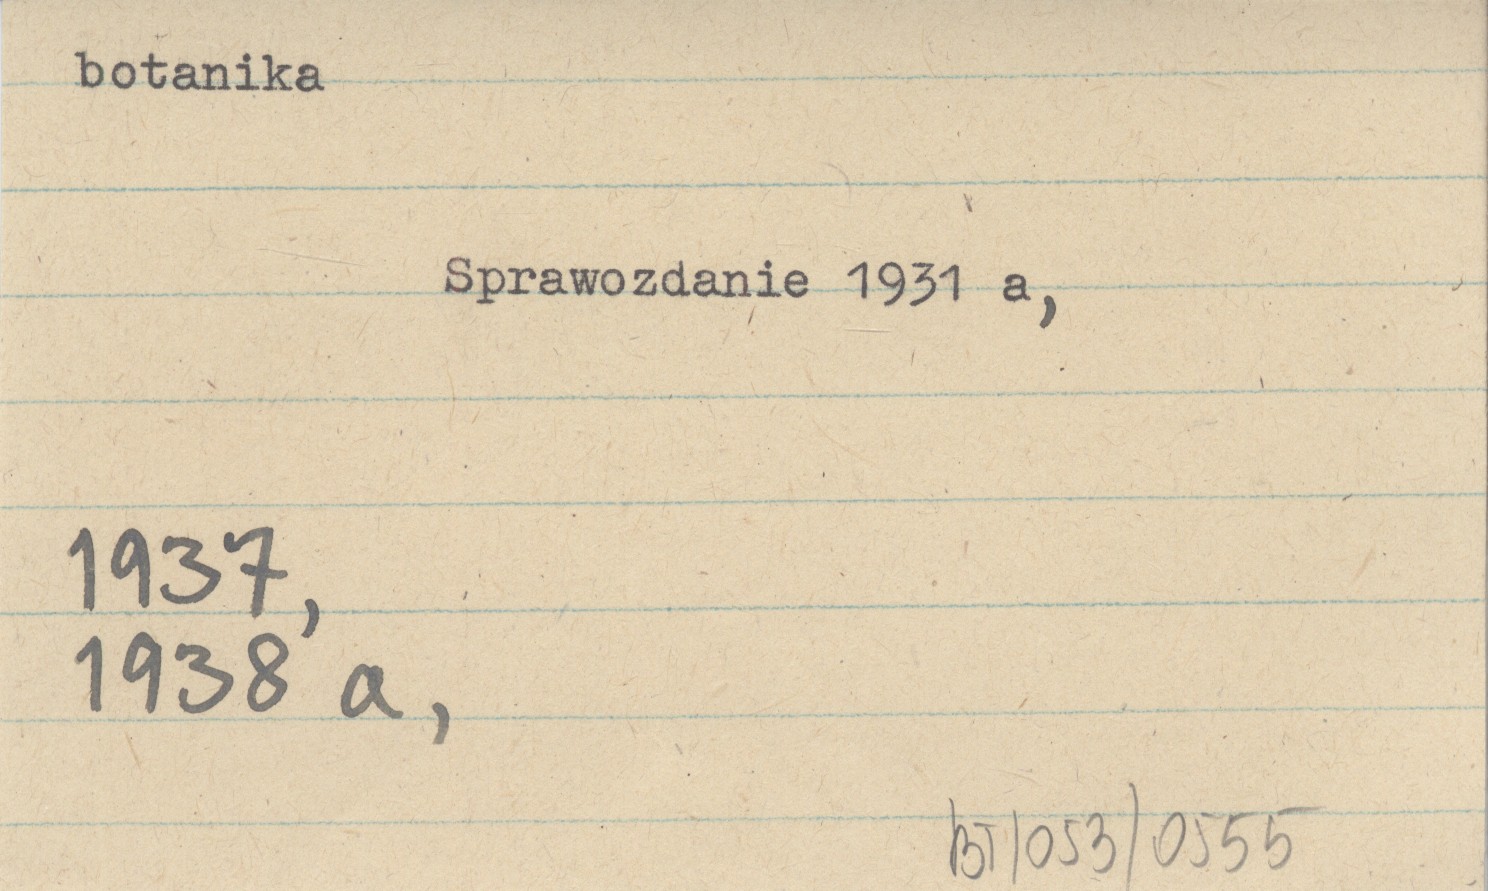 botanika
Sprawozdanie 1931 a,
1937,
1938 a,
BT/053/0555